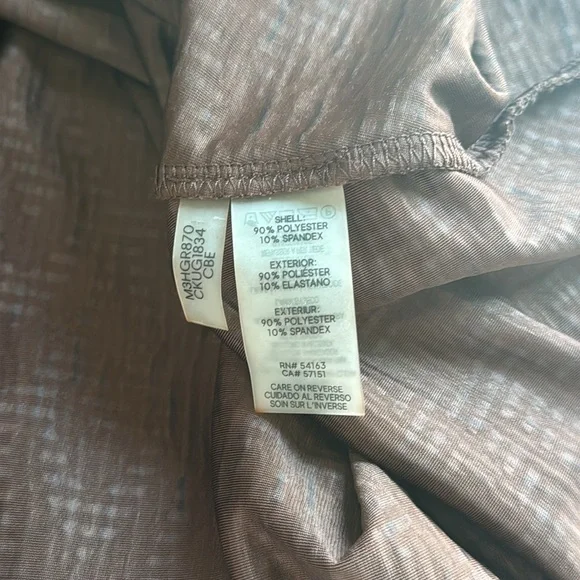 M3HGR870
CKUG1834
CBE
SHELL:
90% POLYESTER
10% SPANDEX
EXTERIOR:
90% POLIÉSTER
10% ELASTANO
EXTERIUR:
90% POLYESTER
10% SPANDEX
RN# 54163
CA# 57151
CARE ON REVERSE
CUIDADO AL REVERSO
SOIN SUR L'INVERSE